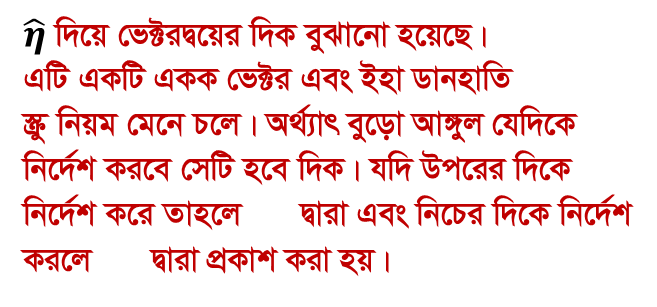 η̂ দিয়ে ভেক্টরদ্বয়ের দিক বুঝানো হয়েছে।
এটি একটি একক ভেক্টর এবং ইহা ডানহাতি
স্ক্রু নিয়ম মেনে চলে। অর্থ্যাৎ বুড়ো আঙ্গুল যেদিকে
নির্দেশ করবে সেটি হবে দিক। যদি উপরের দিকে
নির্দেশ করে তাহলে দ্বারা এবং নিচের দিকে নির্দেশ
করলে দ্বারা প্রকাশ করা হয়।